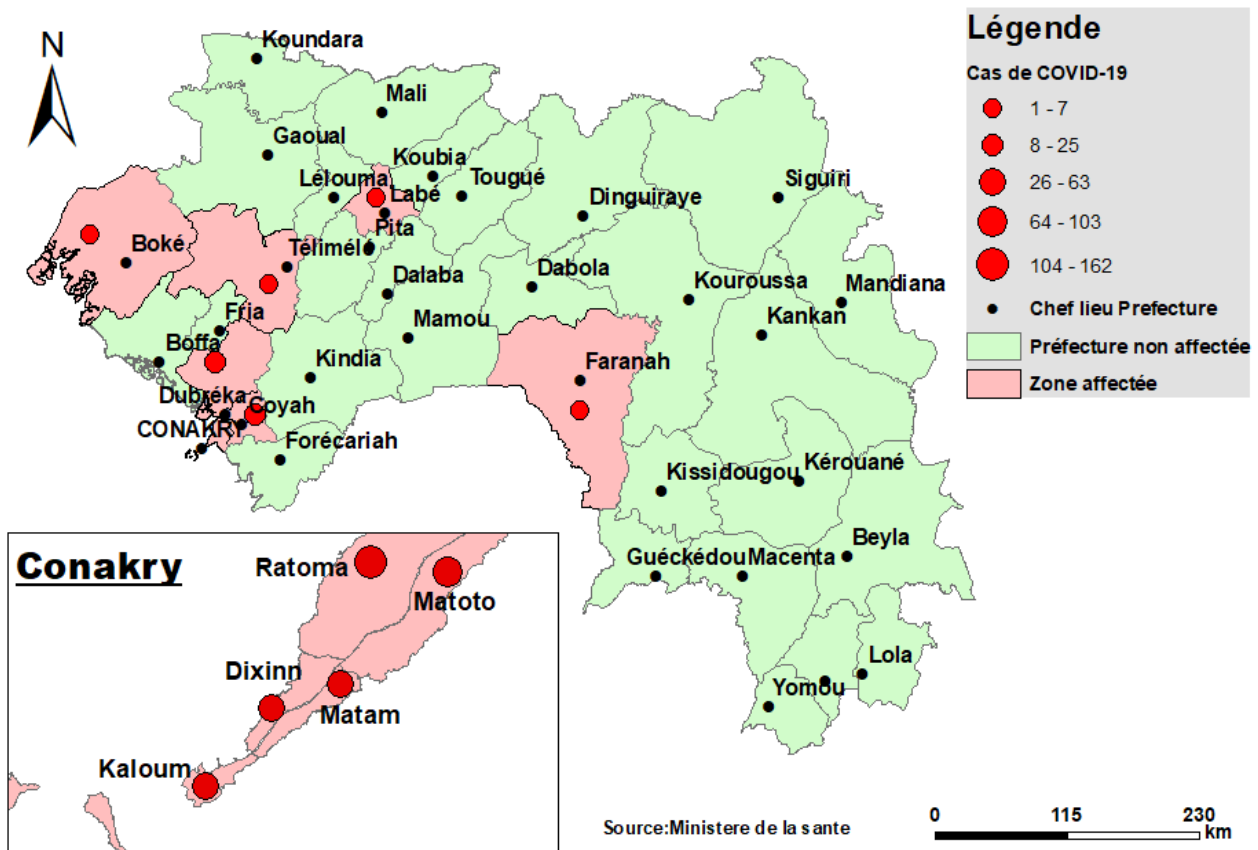 N
Koundara
Mali
Gaoual
Koubia
Lélouma
Tougué
Labé
Pita
Dinguiraye
Siguiri
Boké
Télimélé
Dalaba
Dabola
Kouroussa
Mandiana
Fria
Mamou
Kankan
Boffa
Kindia
Faranah
Dubréka
Coyah
CONAKRY
Forécariah
Kissidougou
Kérouané
Guéckédou
Macenta
Beyla
Lola
Yomou
Légende
Cas de COVID-19
1 - 7
8 - 25
26 - 63
64 - 103
104 - 162
Chef lieu Prefecture
Préfecture non affectée
Zone affectée
Conakry
Ratoma
Matoto
Dixinn
Matam
Kaloum
Source:Ministere de la sante
0 115 230
km